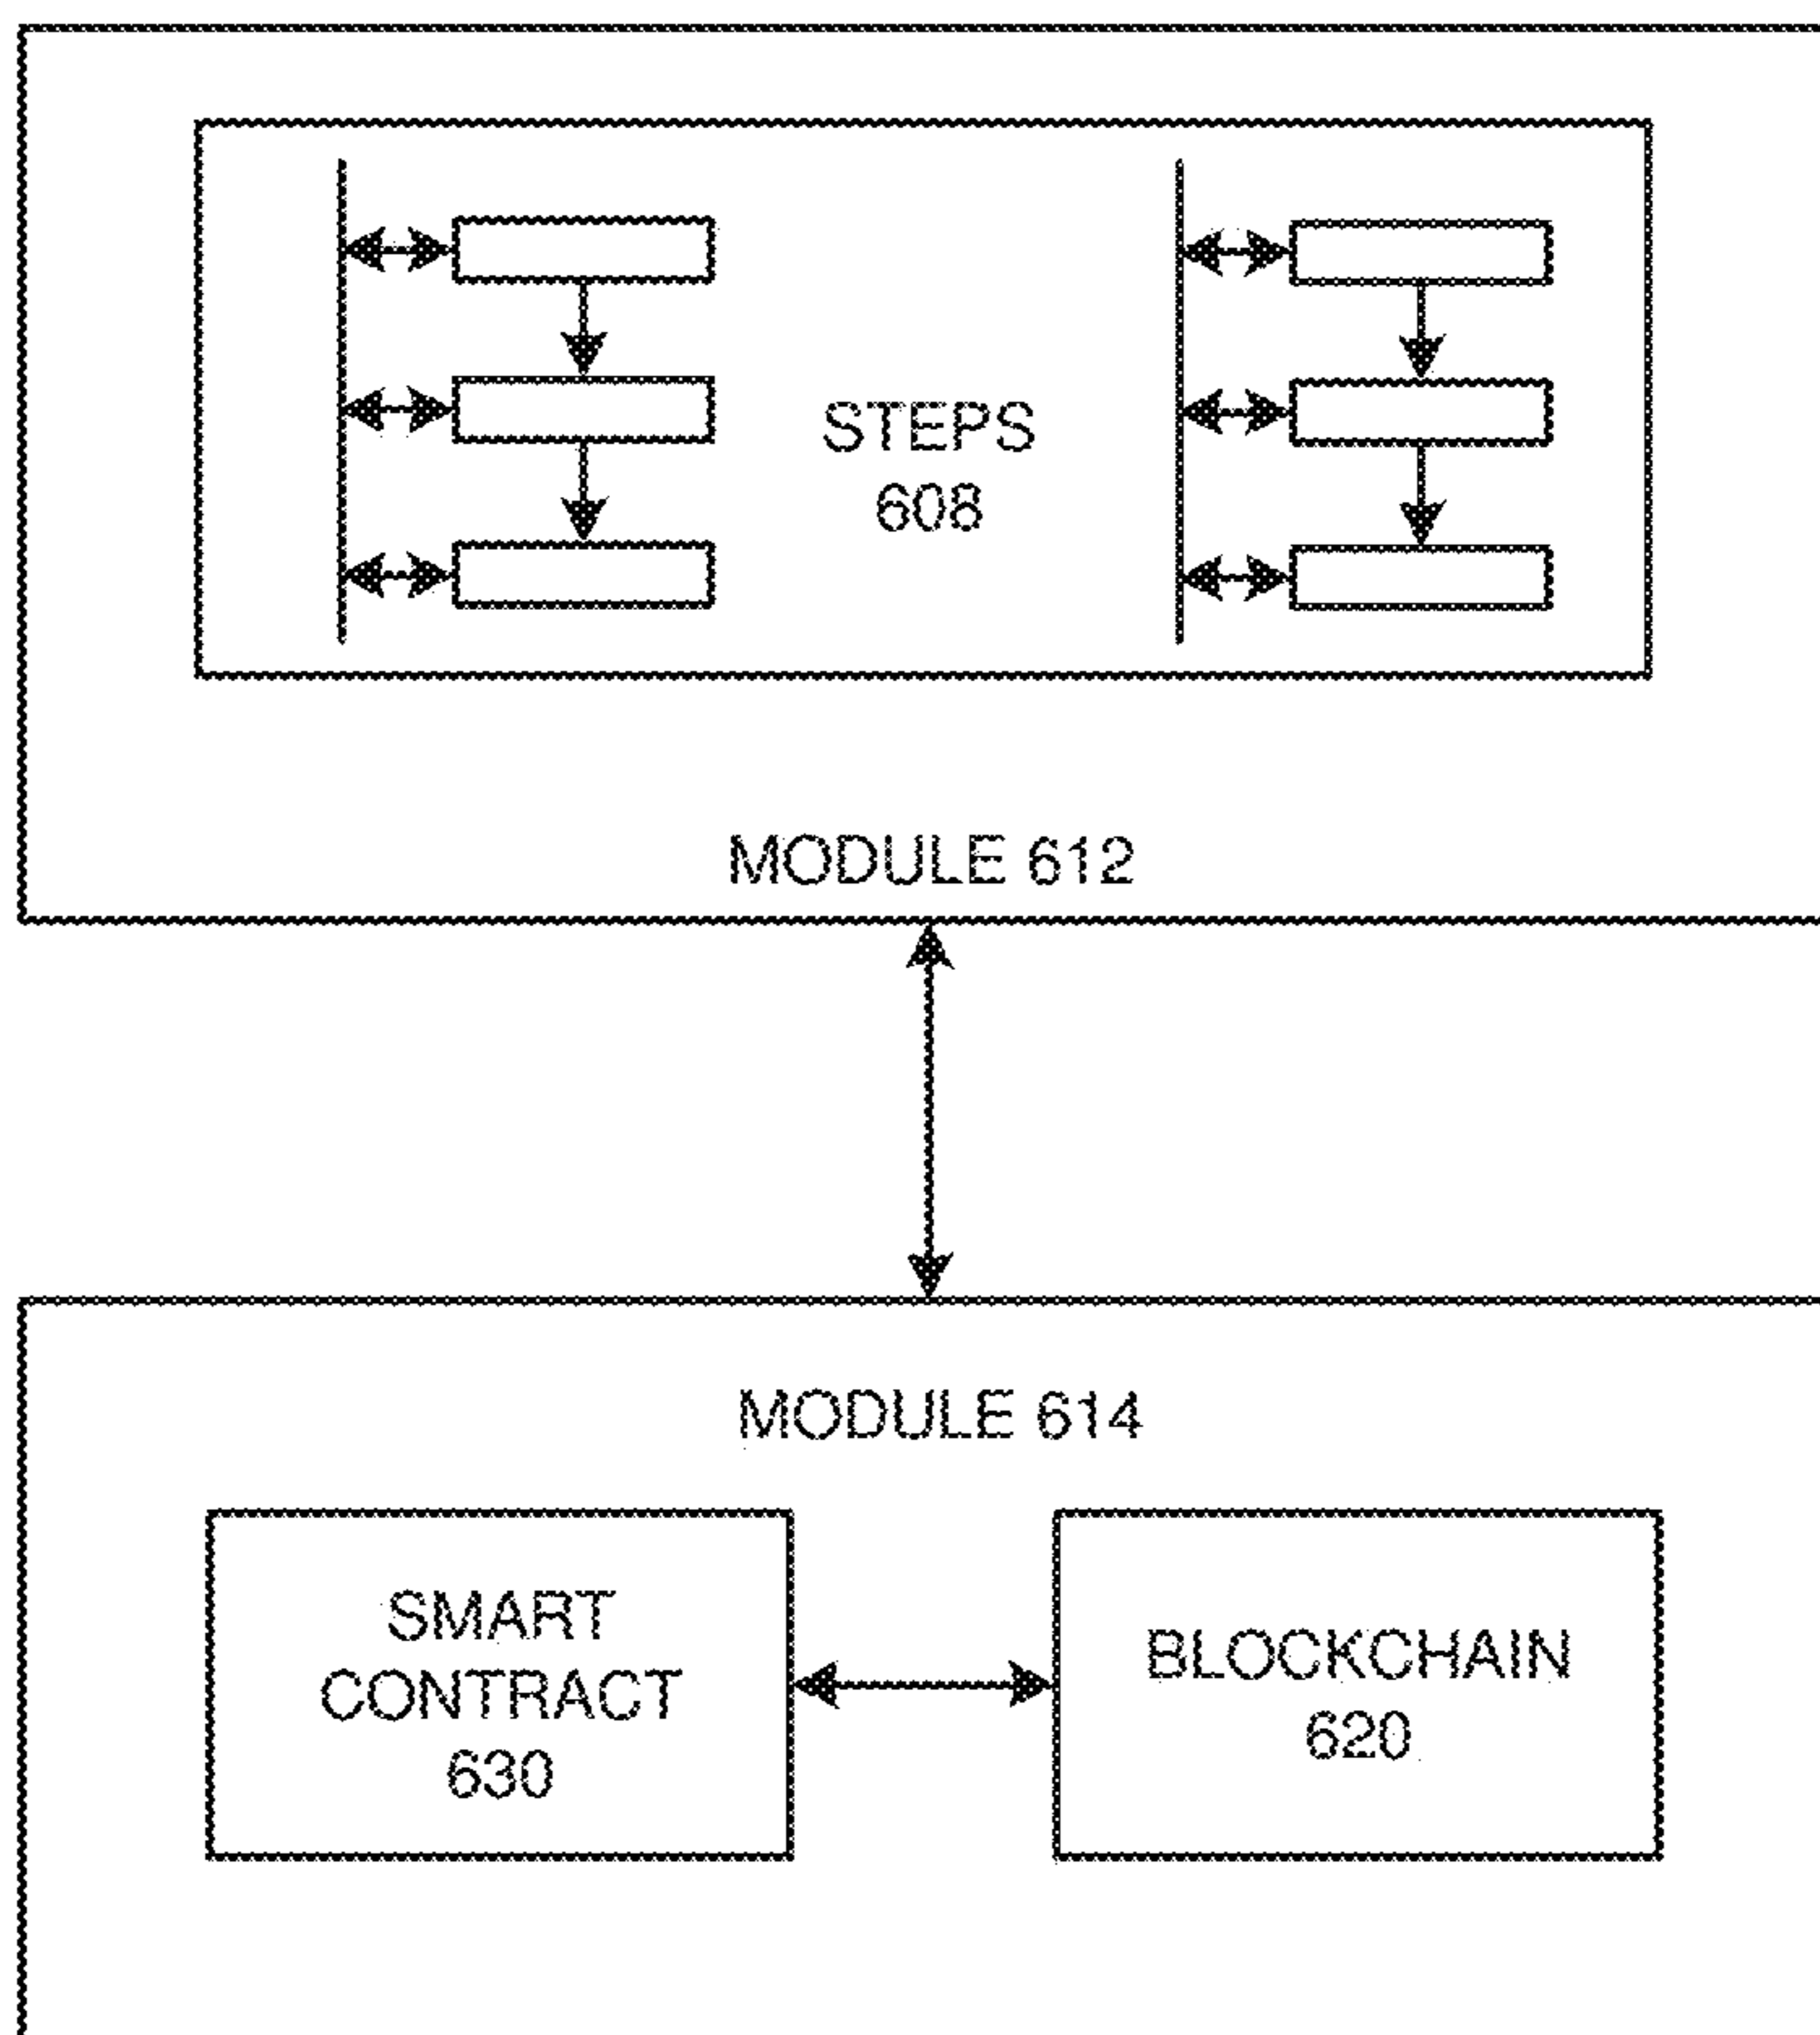 STEPS
608
MODULE 612
MODULE 614
SMART
CONTRACT
630
BLOCKCHAIN
620